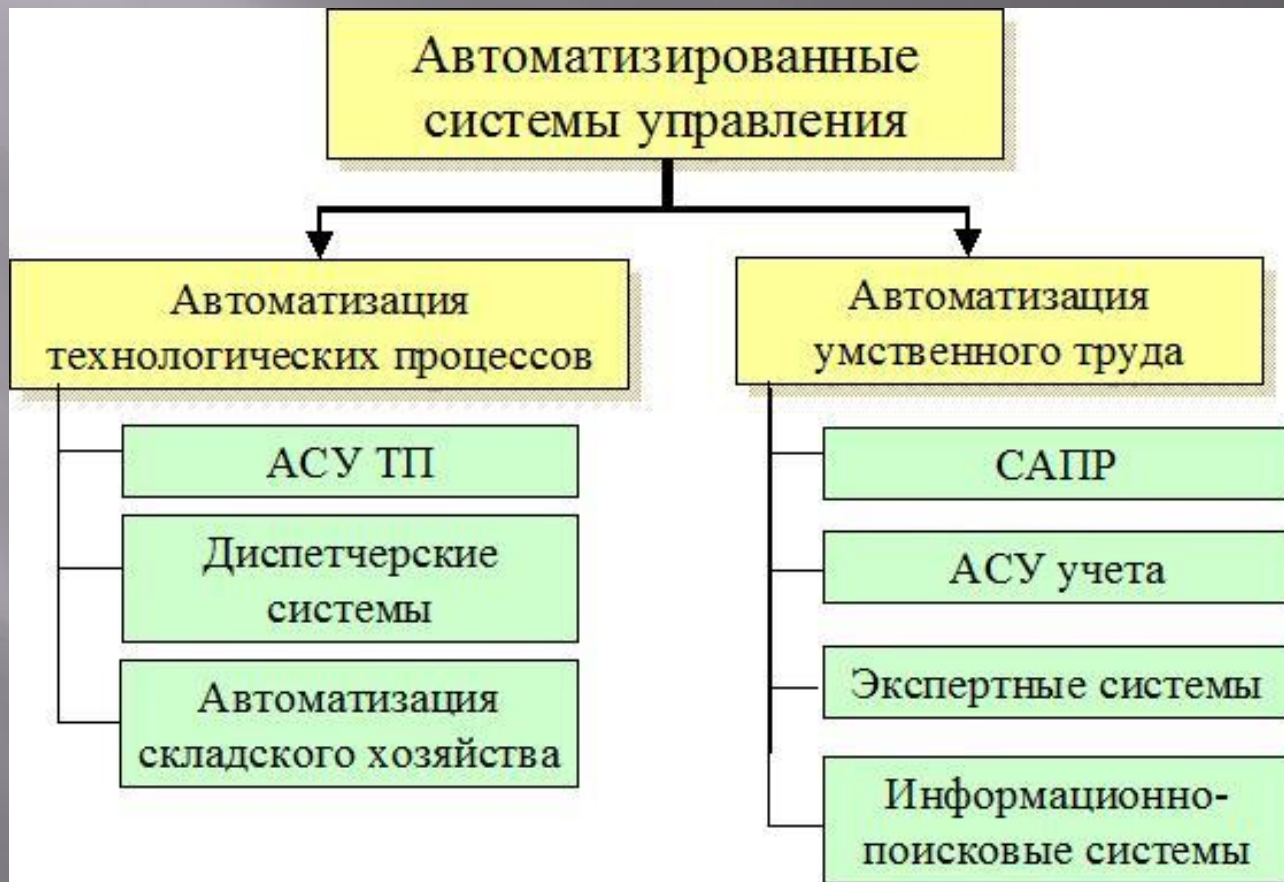 Автоматизированные
системы управления
Автоматизация
технологических процессов
АСУ ТП
Диспетчерские
системы
Автоматизация
складского хозяйства
Автоматизация
умственного труда
САПР
АСУ учета
Экспертные системы
Информационно-
поисковые системы